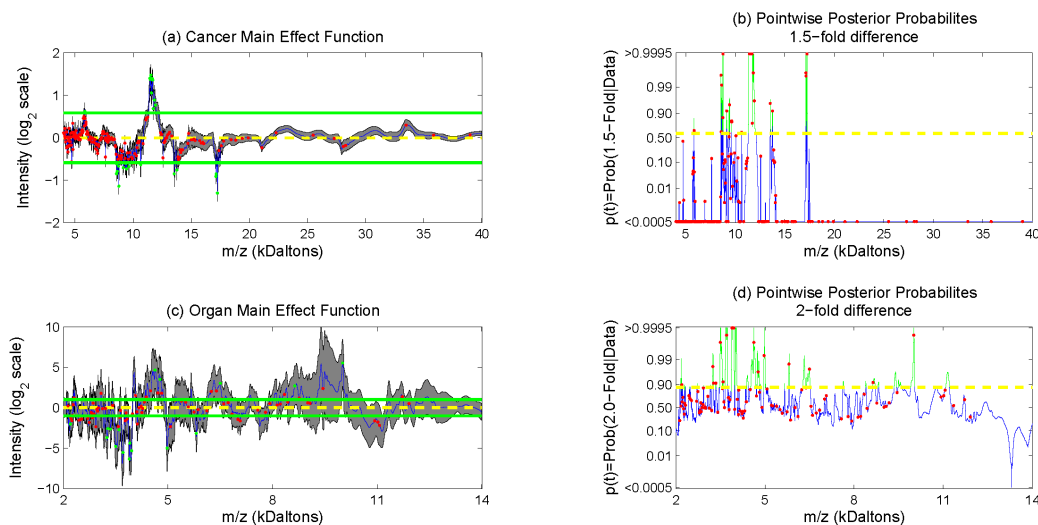 (a) Cancer Main Effect Function
Intensity (log2 scale)
2
1
0
−1
−2
5 10 15 20 25 30 35 40
m/z (kDaltons)
(b) Pointwise Posterior Probabilites
1.5−fold difference
p(t)=Prob(1.5−Fold|Data)
>0.9995
0.99
0.90
0.50
0.10
0.01
<0.0005
5 10 15 20 25 30 35 40
m/z (kDaltons)
(c) Organ Main Effect Function
Intensity (log2 scale)
10
5
0
−5
−10
2 5 8 11 14
m/z (kDaltons)
(d) Pointwise Posterior Probabilites
2−fold difference
p(t)=Prob(2.0−Fold|Data)
>0.9995
0.99
0.90
0.50
0.10
0.01
<0.0005
2 5 8 11 14
m/z (kDaltons)